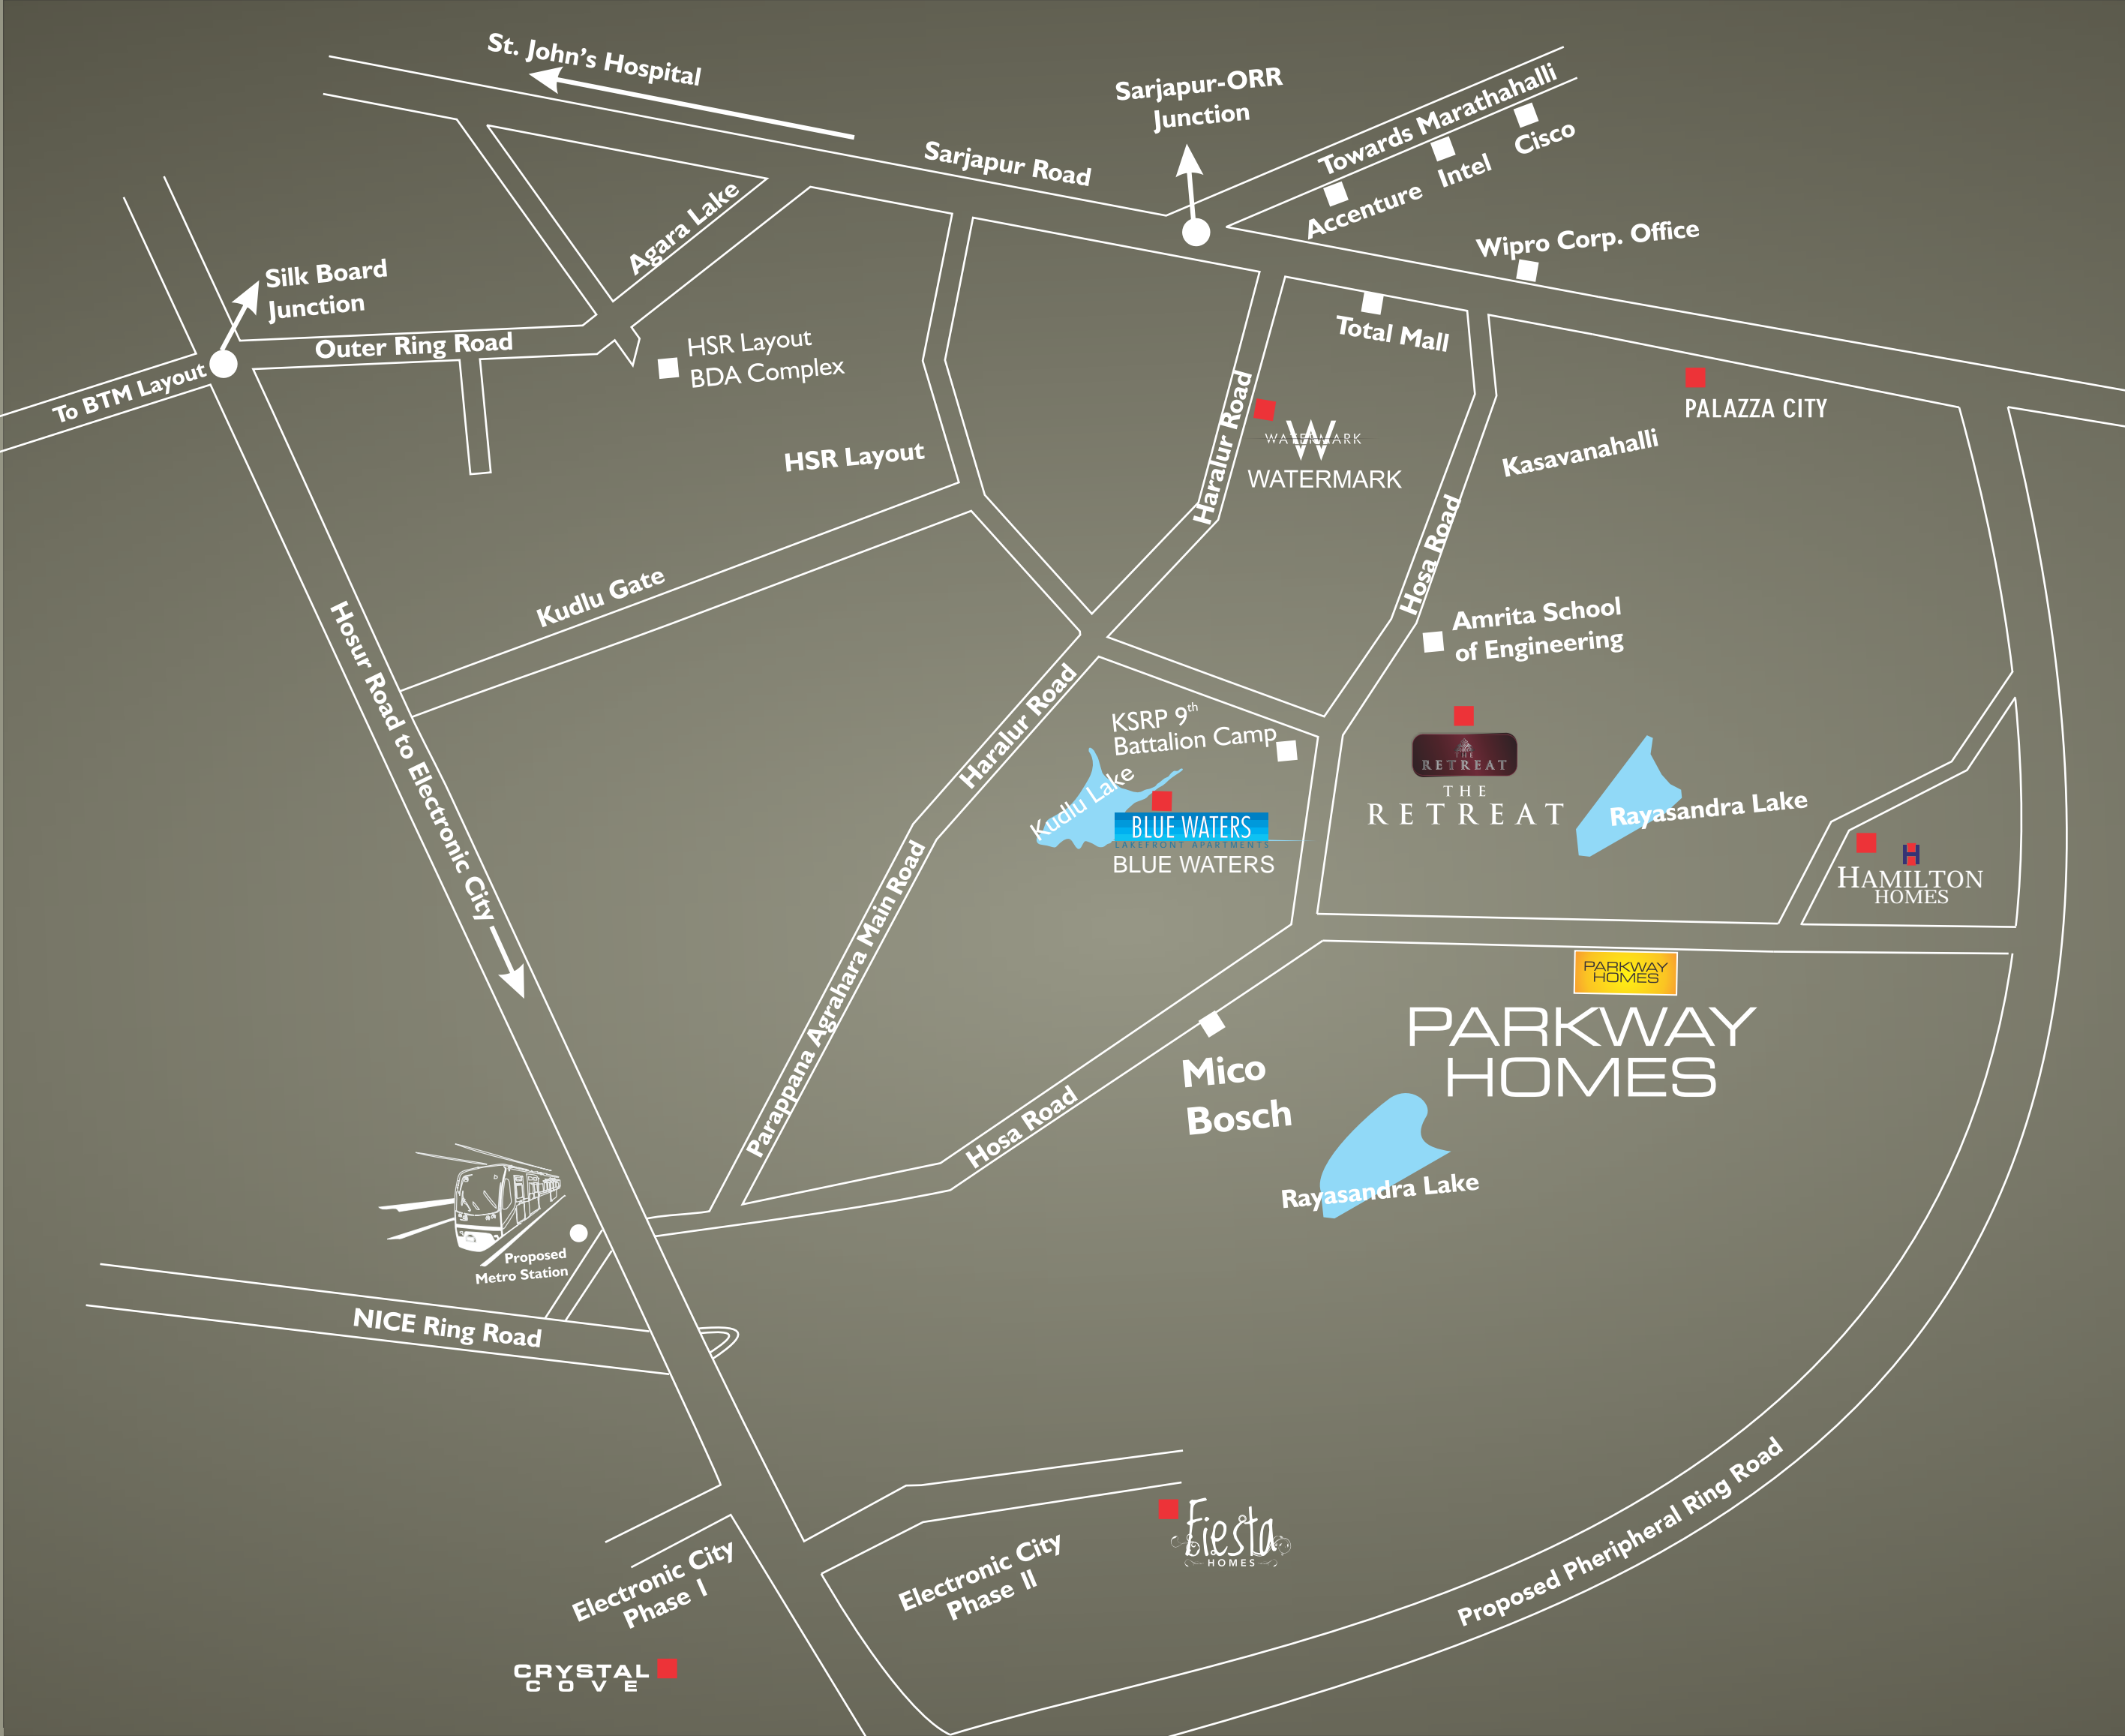 St. John's Hospital
Sarjapur-ORR
Junction
Towards Marathahalli
Cisco
Intel
Accenture
Sarjapur Road
Wipro Corp. Office
Agara Lake
Silk Board
Junction
Outer Ring Road
To BTM Layout
HSR Layout
BDA Complex
Total Mall
PALAZZA CITY
Haralur Road
W
WATERMARK
WATERMARK
Kasavanahalli
HSR Layout
Hosa Road
Kudlu Gate
Amrita School
of Engineering
Hosur Road to Electronic City
Haralur Road
KSRP 9th
Battalion Camp
Kudlu Lake
BLUE WATERS
LAKEFRONT APARTMENTS
BLUE WATERS
THE
RETREAT
THE
RETREAT
Rayasandra Lake
H
HAMILTON
HOMES
Parappana Agrahara Main Road
PARKWAY
HOMES
PARKWAY
HOMES
Mico
Bosch
Hosa Road
Rayasandra Lake
Proposed
Metro Station
NICE Ring Road
Proposed Pheripheral Ring Road
Fiesta
HOMES
Electronic City
Phase I
Electronic City
Phase II
CRYSTAL
COVE